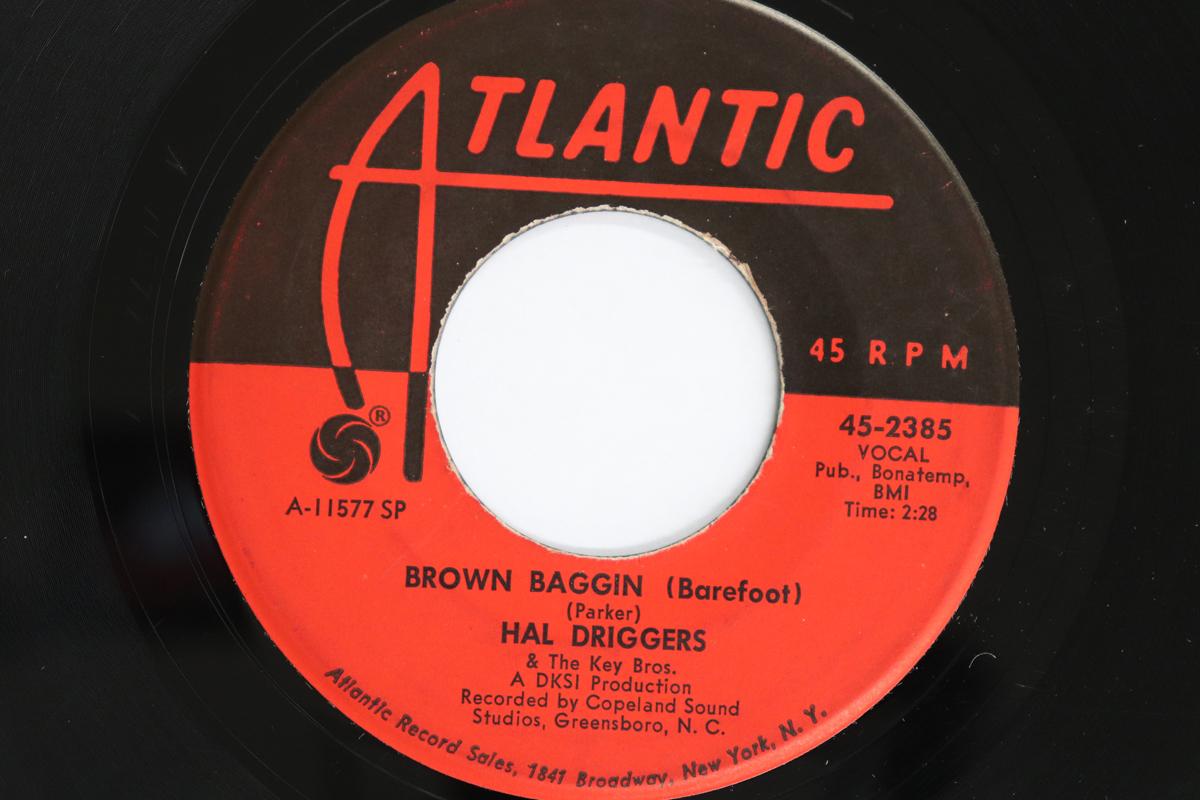 ATLANTIC
45 RPM
®
45-2385
VOCAL
Pub., Bonatemp,
BMI
Time: 2:28
A-11577 SP
BROWN BAGGIN (Barefoot)
(Parker)
HAL DRIGGERS
& The Key Bros.
A DKSI Production
Recorded by Copeland Sound
Studios, Greensboro, N. C.
Atlantic Record Sales, 1841 Broadway, New York, N. Y.